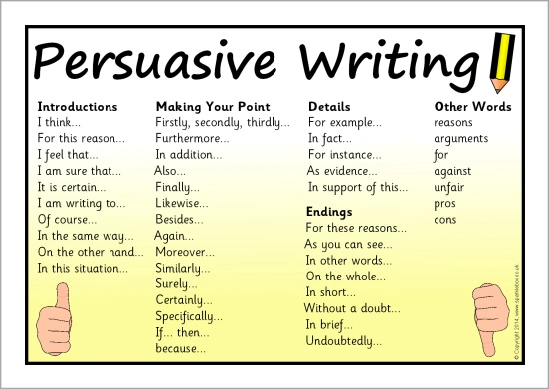 Persuasive Writing
Introductions
I think...
For this reason...
I feel that...
I am sure that...
It is certain...
I am writing to...
Of course...
In the same way...
On the other hand...
In this situation...
Making Your Point
Firstly, secondly, thirdly...
Furthermore...
In addition...
Also...
Finally...
Likewise...
Besides...
Again...
Moreover...
Similarly...
Surely...
Certainly...
Specifically...
If... then...
because...
Details
For example...
In fact...
For instance...
As evidence...
In support of this...
Endings
For these reasons...
As you can see...
In other words...
On the whole...
In short...
Without a doubt...
In brief...
Undoubtedly...
Other Words
reasons
arguments
for
against
unfair
pros
cons
© Copyright 2014, www.sparklebox.co.uk